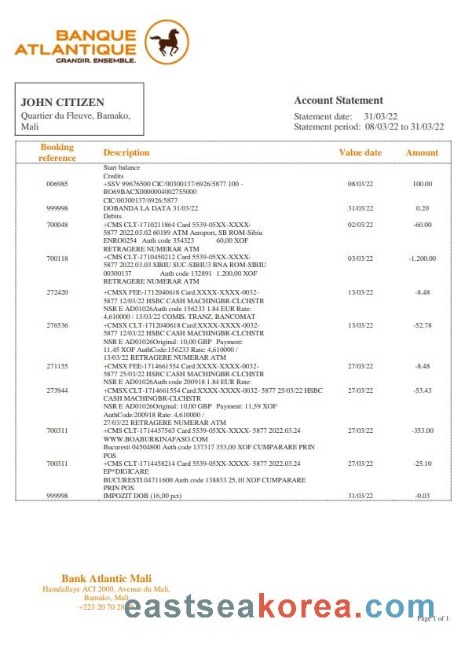 BANQUE
ATLANTIQUE
GRANDIR. ENSEMBLE.
JOHN CITIZEN
Quartier du Fleuve, Bamako,
Mali
Account Statement
Statement date: 31/03/22
Statement period: 08/03/22 to 31/03/22
Booking reference Description Value date Amount
Start balance
Credits
006985 +SSV 99676500 CIC/00300137/6926/5877 100 - 08/03/22 100.00
RO69BACX0000004002755000
CIC/00300137/6926/5877
999998 DOBANDA LA DATA 31/03/22 31/03/22 0.20
Debits
700048 +CMS CLT-1710211864 Card 5539-05XX-XXXX- 02/03/22 -60.00
5877 2022.03.02 60189 ATM Aeroport, SB ROM-Sibiu
ENRO0254 Auth code 354323 60,00 XOF
RETRAGERE NUMERAR ATM
700118 +CMS CLT-1710450212 Card 5539-05XX-XXXX- 03/03/22 -1,200.00
5877 2022.03.03 SIBIU SUC-SIBIU3 BNA ROM-SIBIU
00300137 Auth code 132891 1.200,00 XOF
RETRAGERE NUMERAR ATM
272420 +CMSX FEE-1712040618 Card:XXXX-XXXX-0032- 13/03/22 -8.48
5877 12/03/22 HSBC CASH MACHINGBR-CLCHSTR
NSR E AD01026Auth code 156233 1.84 EUR Rate:
4,610000 / 13/03/22 COMIS. TRANZ. BANCOMAT
276536 +CMSX CLT-1712040618 Card:XXXX-XXXX-0032- 13/03/22 -52.78
5877 12/03/22 HSBC CASH MACHINGBR-CLCHSTR
NSR E AD01026Original: 10,00 GBP Payment:
11,45 XOF AuthCode:156233 Rate: 4,610000 /
13/03/22 RETRAGERE NUMERAR ATM
271155 +CMSX FEE-1714661554 Card:XXXX-XXXX-0032- 27/03/22 -8.48
5877 25/03/22 HSBC CASH MACHINGBR-CLCHSTR
NSR E AD01026Auth code 200918 1.84 EUR Rate:
273944 +CMSX CLT-1714661554 Card:XXXX-XXXX-0032- 5877 25/03/22 HSBC 27/03/22 -53.43
CASH MACHINGBR-CLCHSTR
NSR E AD01026Original: 10,00 GBP Payment: 11,59 XOF
AuthCode:200918 Rate: 4,610000 /
27/03/22 RETRAGERE NUMERAR ATM
700311 +CMS CLT-1714457563 Card 5539-05XX-XXXX- 5877 2022.03.24 27/03/22 -353.00
WWW.BOABURKINAFASO.COM
Bucuresti 04504800 Auth code 137317 353,00 XOF CUMPARARE PRIN
POS
700311 +CMS CLT-1714458214 Card 5539-05XX-XXXX- 5877 2022.03.24 27/03/22 -25.10
EP*DIGICARE
BUCURESTI 04711600 Auth code 138833 25,10 XOF CUMPARARE
PRIN POS
999998 IMPOZIT DOB (16,00 pct) 31/03/22 -0.03
Bank Atlantic Mali
Hamdallaye ACI 2000, Avenue du Mali,
Bamako, Mali
+223 20 70
eastseakorea.com
Page 1 of 1